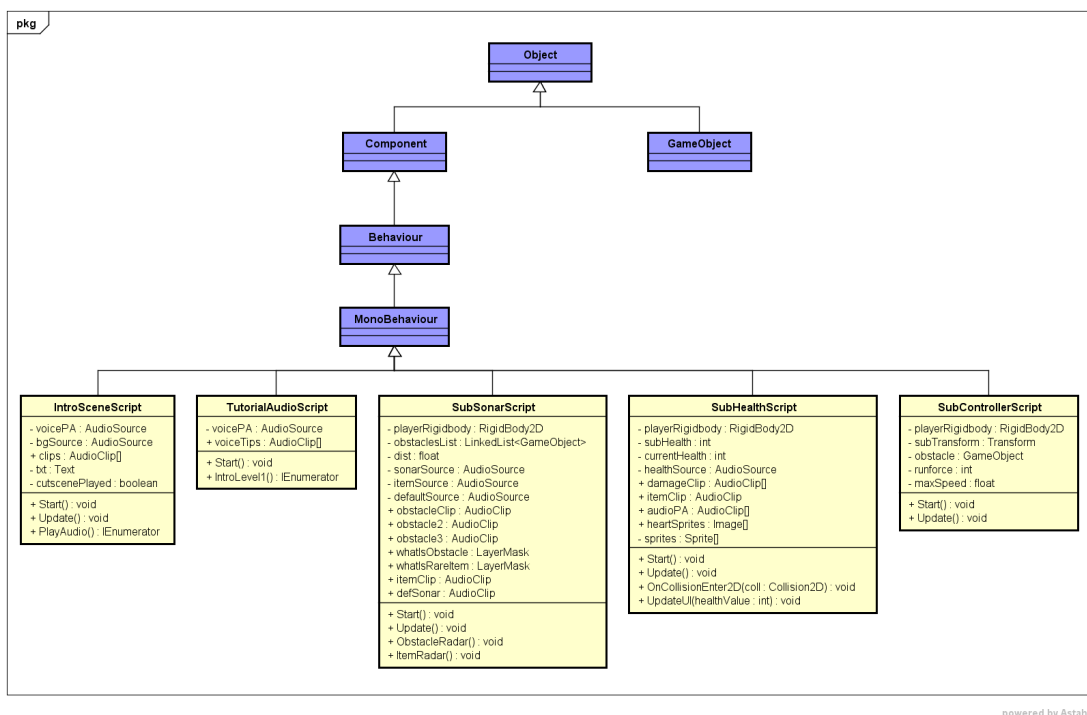 pkg
Object
Component
GameObject
Behaviour
MonoBehaviour
IntroSceneScript
- voicePA : AudioSource
- bgSource : AudioSource
+ clips : AudioClip[]
- txt : Text
- cutscenePlayed : boolean
+ Start() : void
+ Update() : void
+ PlayAudio() : IEnumerator
TutorialAudioScript
- voicePA : AudioSource
+ voiceTips : AudioClip[]
+ Start() : void
+ IntroLevel1() : IEnumerator
SubSonarScript
- playerRigidbody : RigidBody2D
- obstaclesList : LinkedList<GameObject>
- dist : float
- sonarSource : AudioSource
- itemSource : AudioSource
- defaultSource : AudioSource
+ obstacleClip : AudioClip
+ obstacle2 : AudioClip
+ obstacle3 : AudioClip
+ whatIsObstacle : LayerMask
+ whatIsRareItem : LayerMask
+ itemClip : AudioClip
+ defSonar : AudioClip
+ Start() : void
+ Update() : void
+ ObstacleRadar() : void
+ ItemRadar() : void
SubHealthScript
- playerRigidbody : RigidBody2D
- subHealth : int
- currentHealth : int
- healthSource : AudioSource
+ damageClip : AudioClip[]
+ itemClip : AudioClip
+ audioPA : AudioClip[]
+ heartSprites : Image[]
- sprites : Sprite[]
+ Start() : void
+ Update() : void
+ OnCollisionEnter2D(coll : Collision2D) : void
+ UpdateUI(healthValue : int) : void
SubControllerScript
- playerRigidbody : RigidBody2D
- subTransform : Transform
- obstacle : GameObject
- runforce : int
- maxSpeed : float
+ Start() : void
+ Update() : void
powered by Astah